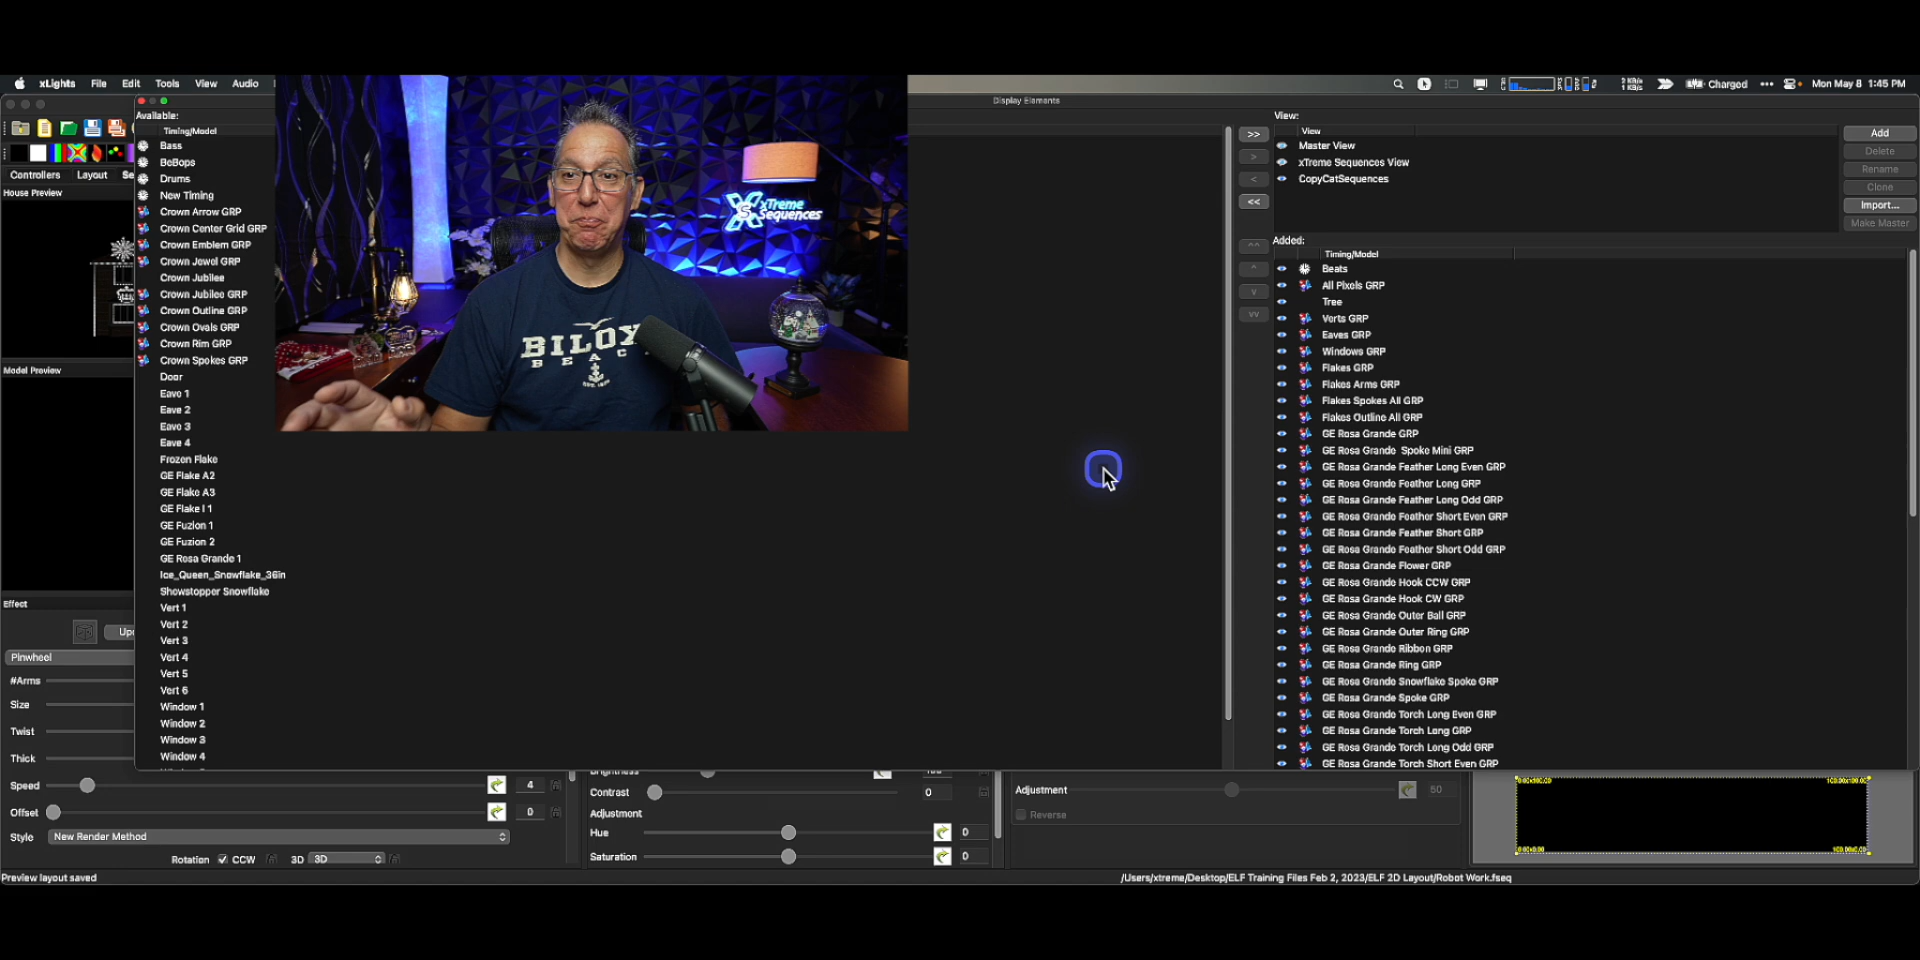 xLights File Edit Tools View Audio
2 KB/s
1 KB/s
Charged
Mon May 8 1:45 PM
Display Elements
Available:
Timing/Model
Bass
BeBops
Drums
New Timing
Crown Arrow GRP
Crown Center Grid GRP
Crown Emblem GRP
Crown Jewel GRP
Crown Jubilee
Crown Jubilee GRP
Crown Outline GRP
Crown Ovals GRP
Crown Rim GRP
Crown Spokes GRP
Door
Eave 1
Eave 2
Eave 3
Eave 4
Frozen Flake
GE Flake A2
GE Flake A3
GE Flake I 1
GE Fuzion 1
GE Fuzion 2
GE Rosa Grande 1
Ice_Queen_Snowflake_36in
Showstopper Snowflake
Vert 1
Vert 2
Vert 3
Vert 4
Vert 5
Vert 6
Window 1
Window 2
Window 3
Window 4
Controllers Layout Se
House Preview
Model Preview
Effect
Upd
Pinwheel
#Arms
Size
Twist
Thick
Speed 4
Offset 0
Style New Render Method
Rotation CCW 3D 3D
Preview layout saved
xTreme
Sequences
BILOXI
BEACH
>>
>
<
<<
^^
^
v
vv
View:
View
Master View
xTreme Sequences View
CopyCatSequences
Add
Delete
Rename
Clone
Import...
Make Master
Added:
Timing/Model
Beats
All Pixels GRP
Tree
Verts GRP
Eaves GRP
Windows GRP
Flakes GRP
Flakes Arms GRP
Flakes Spokes All GRP
Flakes Outline All GRP
GE Rosa Grande GRP
GE Rosa Grande Spoke Mini GRP
GE Rosa Grande Feather Long Even GRP
GE Rosa Grande Feather Long GRP
GE Rosa Grande Feather Long Odd GRP
GE Rosa Grande Feather Short Even GRP
GE Rosa Grande Feather Short GRP
GE Rosa Grande Feather Short Odd GRP
GE Rosa Grande Flower GRP
GE Rosa Grande Hook CCW GRP
GE Rosa Grande Hook CW GRP
GE Rosa Grande Outer Ball GRP
GE Rosa Grande Outer Ring GRP
GE Rosa Grande Ribbon GRP
GE Rosa Grande Ring GRP
GE Rosa Grande Snowflake Spoke GRP
GE Rosa Grande Spoke GRP
GE Rosa Grande Torch Long Even GRP
GE Rosa Grande Torch Long GRP
GE Rosa Grande Torch Long Odd GRP
GE Rosa Grande Torch Short Even GRP
Brightness 100
Contrast 0
Adjustment
Hue 0
Saturation 0
Adjustment 50
Reverse
/Users/xtreme/Desktop/ELF Training Files Feb 2, 2023/ELF 2D Layout/Robot Work.fseq